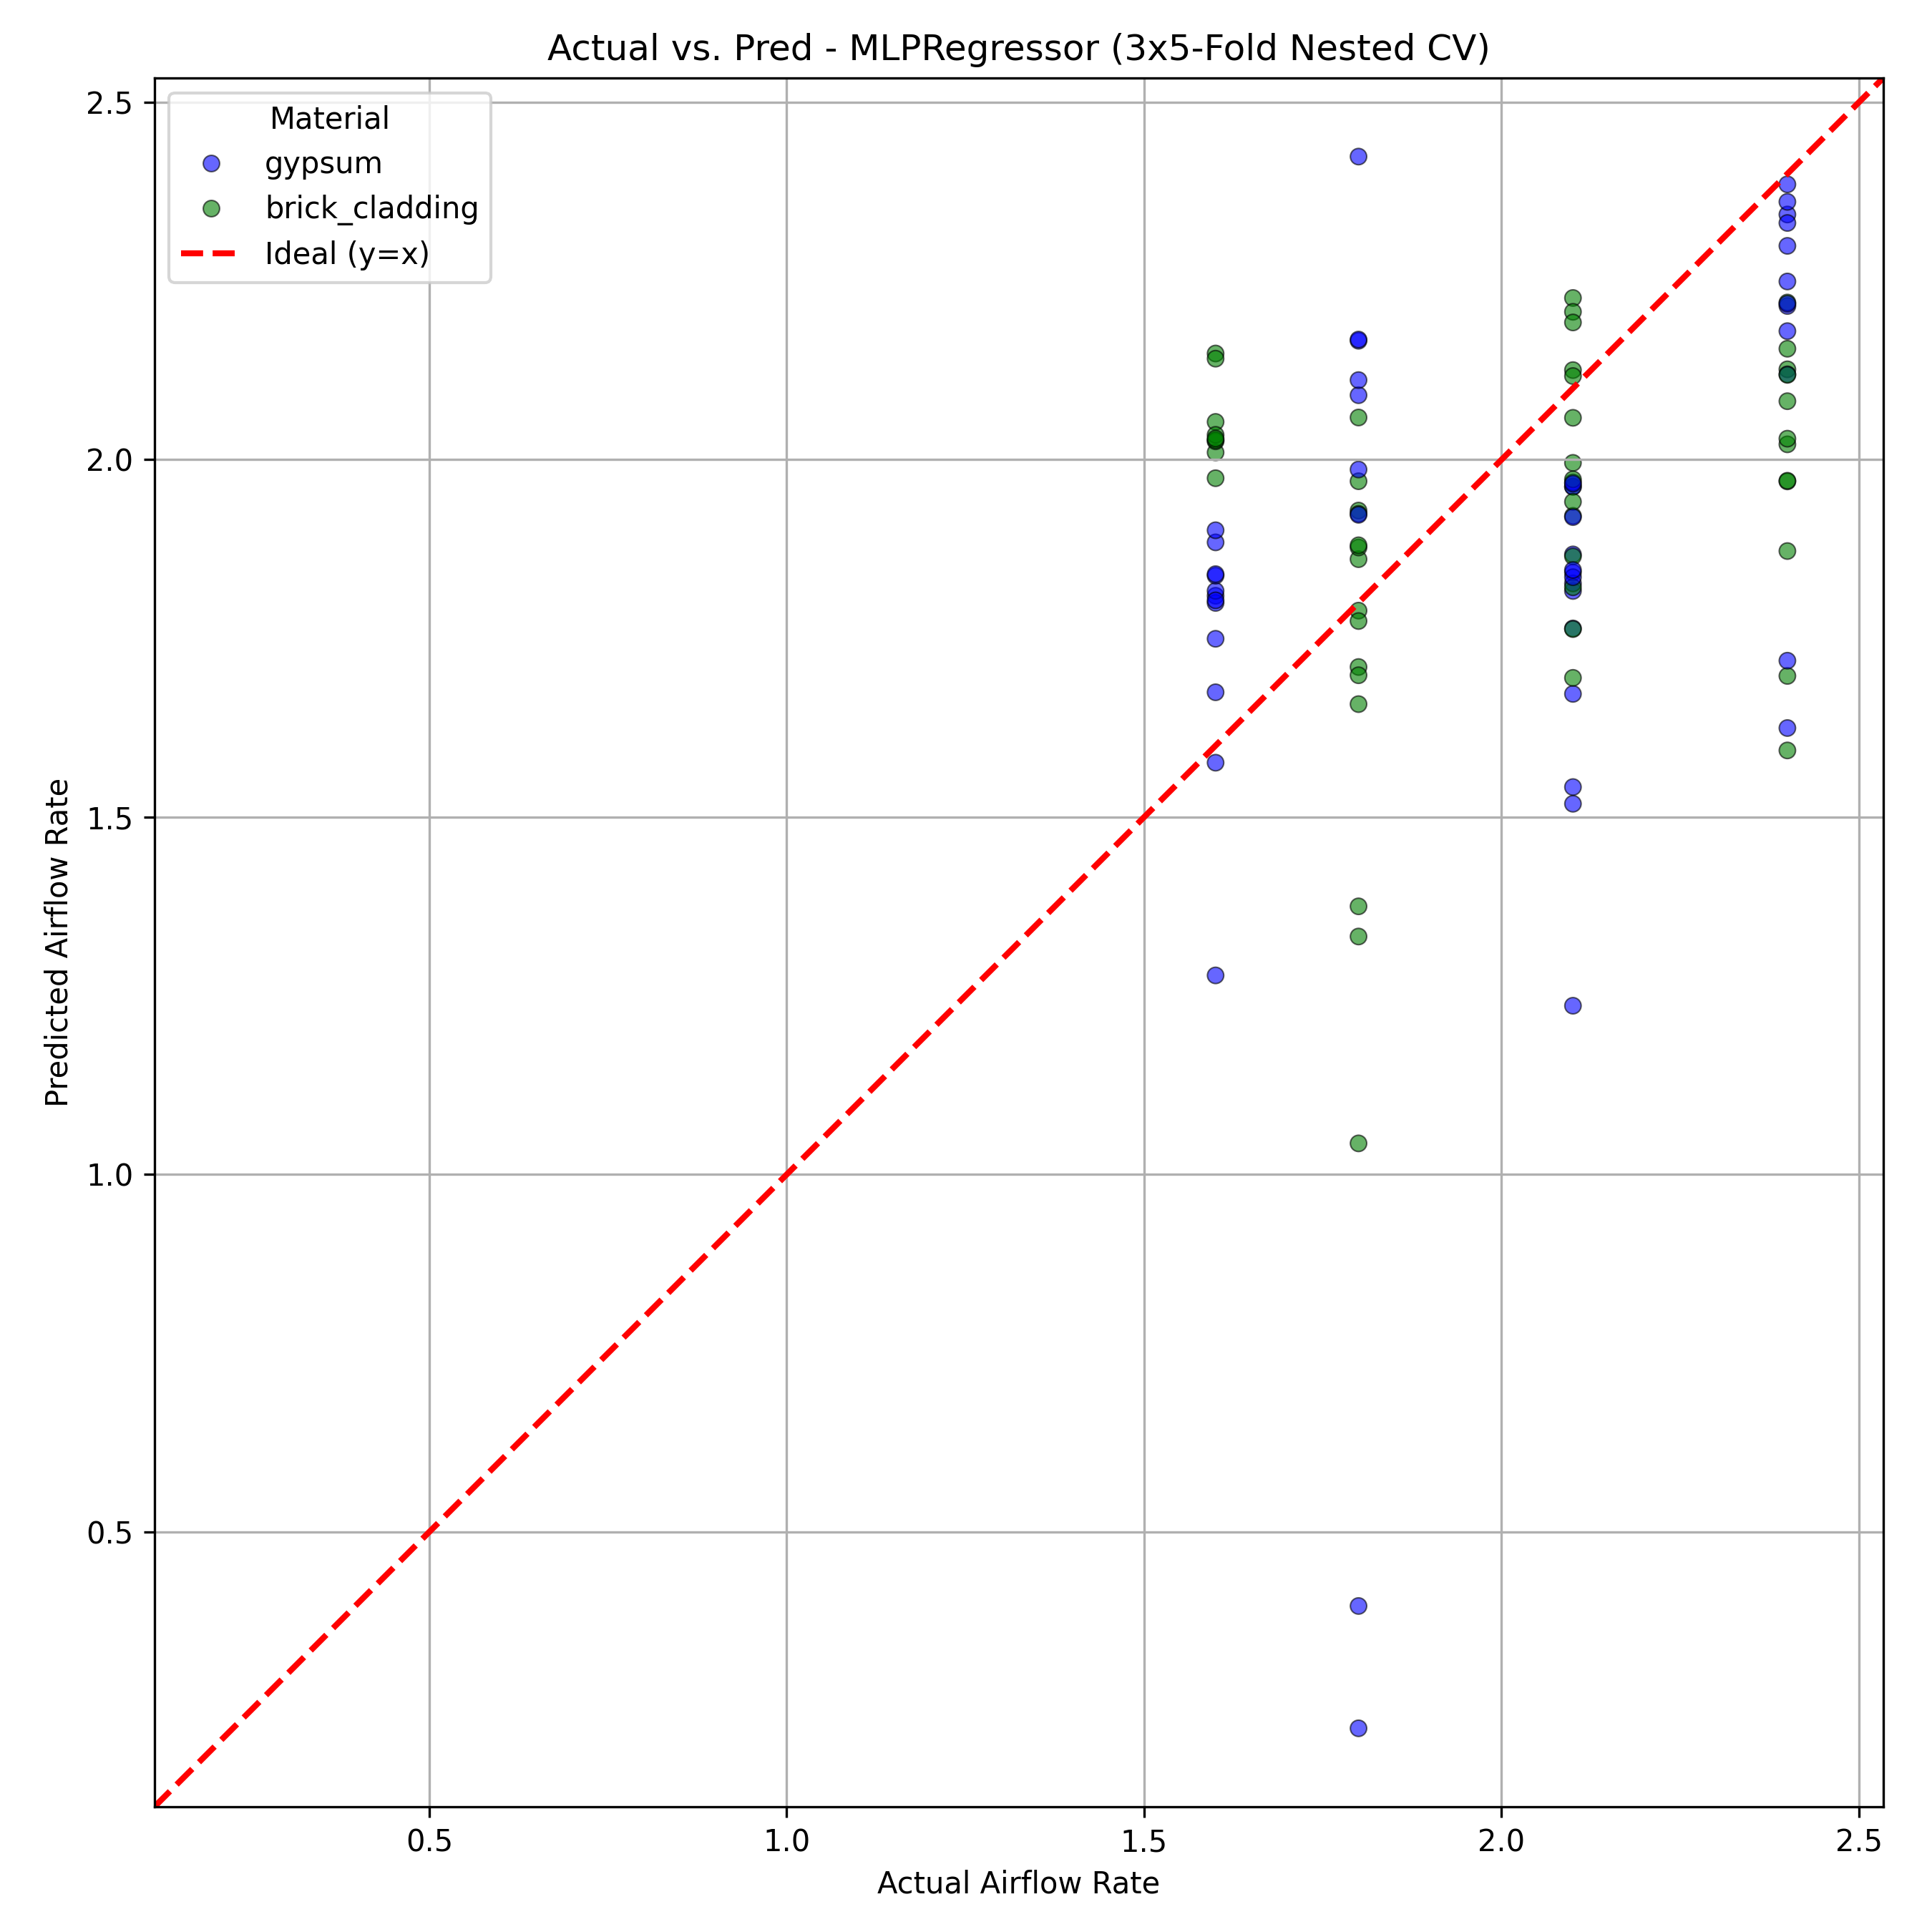 Actual vs. Pred - MLPRegressor (3x5-Fold Nested CV)
Material
gypsum
brick_cladding
Ideal (y=x)
Predicted Airflow Rate
2.5
2.0
1.5
1.0
0.5
0.5
1.0
1.5
2.0
2.5
Actual Airflow Rate